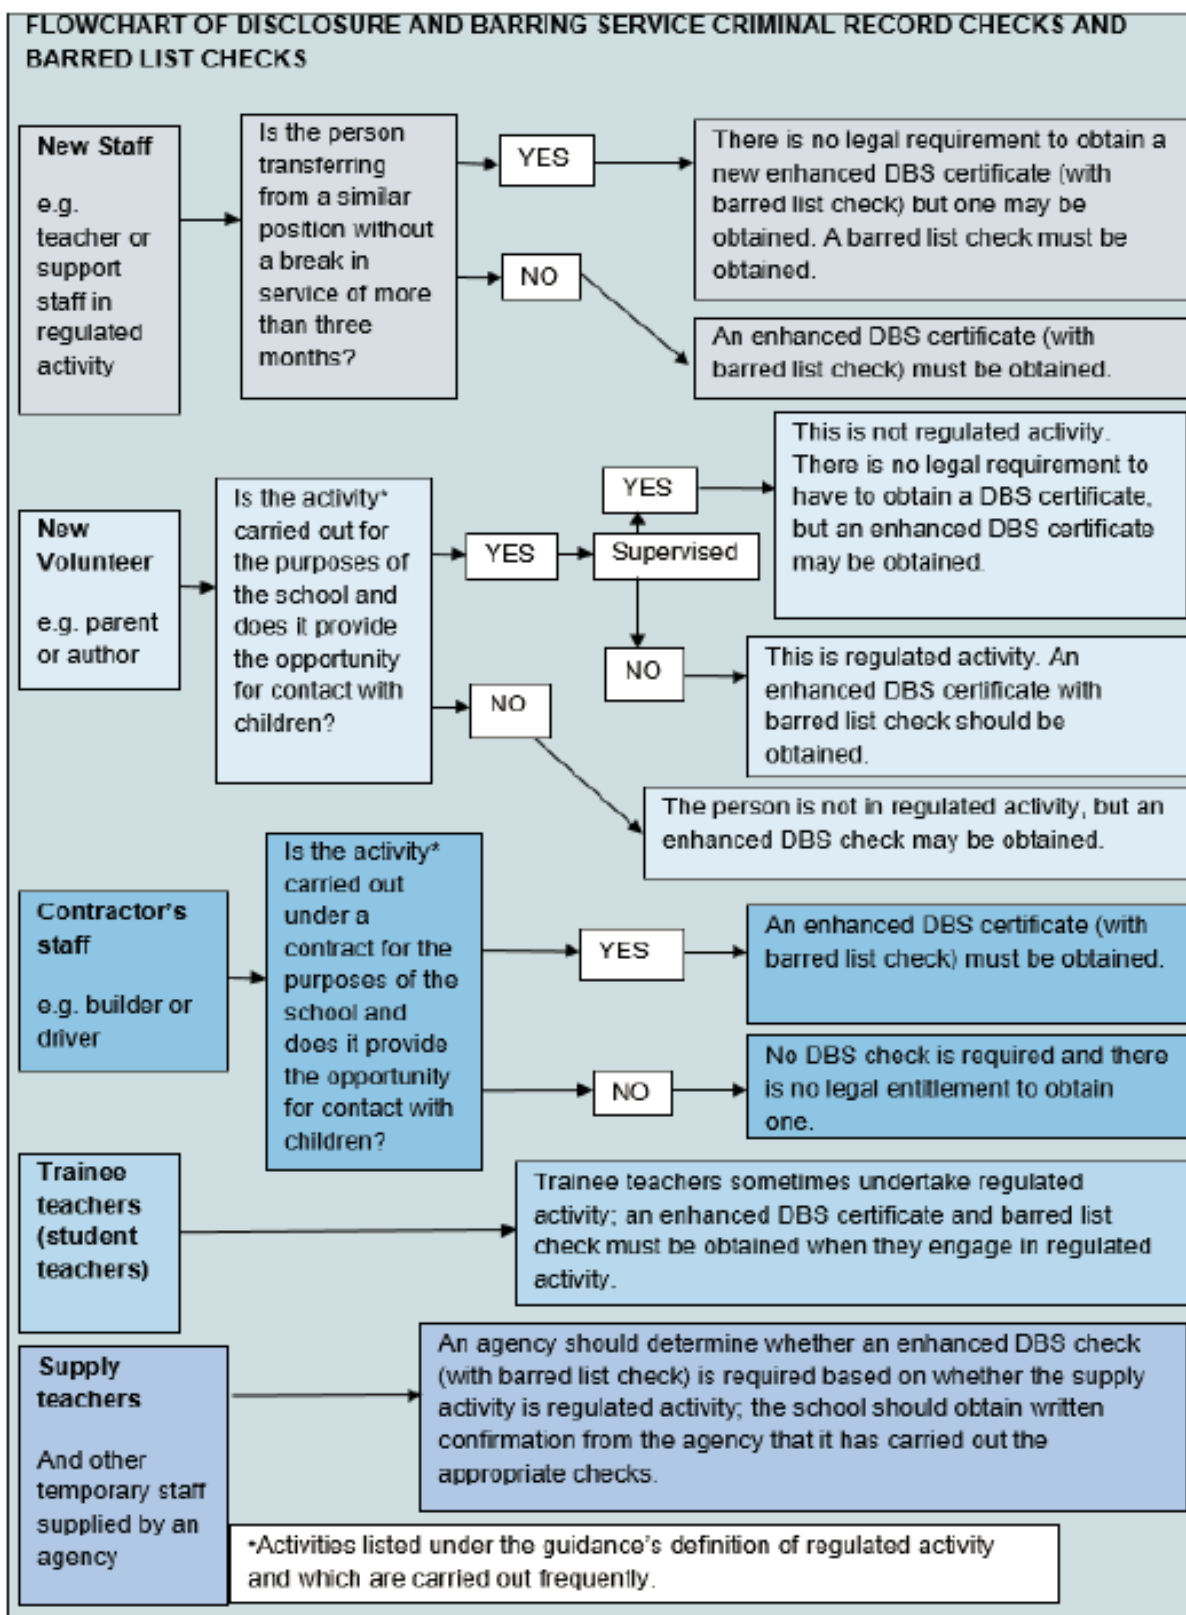 FLOWCHART OF DISCLOSURE AND BARRING SERVICE CRIMINAL RECORD CHECKS AND
BARRED LIST CHECKS
New Staff
e.g.
teacher or
support
staff in
regulated
activity
Is the person
transferring
from a similar
position without
a break in
service of more
than three
months?
YES
There is no legal requirement to obtain a
new enhanced DBS certificate (with
barred list check) but one may be
obtained. A barred list check must be
obtained.
NO
An enhanced DBS certificate (with
barred list check) must be obtained.
New
Volunteer
e.g. parent
or author
Is the activity*
carried out for
the purposes of
the school and
does it provide
the opportunity
for contact with
children?
YES
Supervised
YES
This is not regulated activity.
There is no legal requirement to
have to obtain a DBS certificate,
but an enhanced DBS certificate
may be obtained.
NO
This is regulated activity. An
enhanced DBS certificate with
barred list check should be
obtained.
NO
The person is not in regulated activity, but an
enhanced DBS check may be obtained.
Contractor's
staff
e.g. builder or
driver
Is the activity*
carried out
under a
contract for the
purposes of the
school and
does it provide
the opportunity
for contact with
children?
YES
An enhanced DBS certificate (with
barred list check) must be obtained.
NO
No DBS check is required and there
is no legal entitlement to obtain
one.
Trainee
teachers
(student
teachers)
Trainee teachers sometimes undertake regulated
activity; an enhanced DBS certificate and barred list
check must be obtained when they engage in regulated
activity.
Supply
teachers
And other
temporary staff
supplied by an
agency
An agency should determine whether an enhanced DBS check
(with barred list check) is required based on whether the supply
activity is regulated activity; the school should obtain written
confirmation from the agency that it has carried out the
appropriate checks.
*Activities listed under the guidance's definition of regulated activity
and which are carried out frequently.